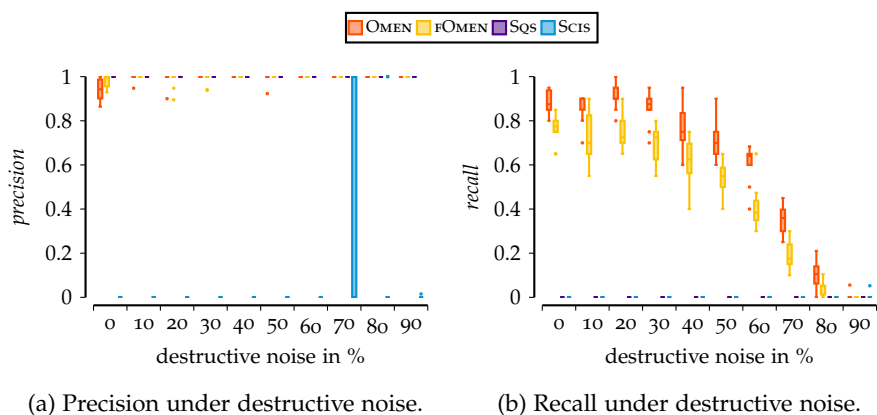 OMEN fOMEN SQS SCIS
1
0.8
0.6
0.4
0.2
0
precision
0 10 20 30 40 50 60 70 80 90
destructive noise in %
(a) Precision under destructive noise.
1
0.8
0.6
0.4
0.2
0
recall
0 10 20 30 40 50 60 70 80 90
destructive noise in %
(b) Recall under destructive noise.